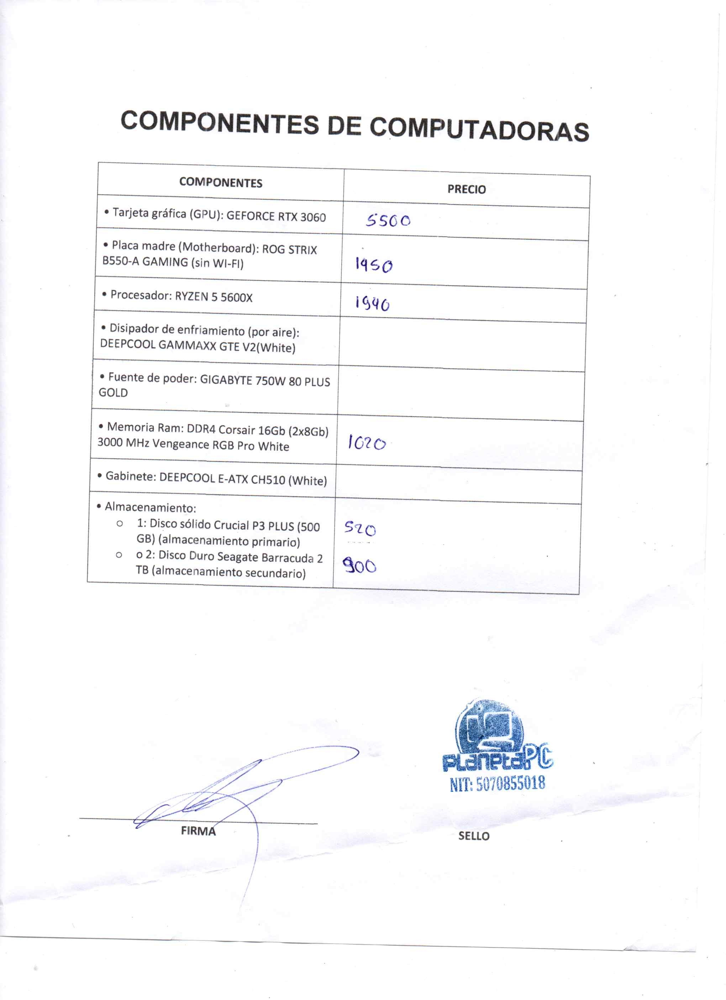 COMPONENTES DE COMPUTADORAS
COMPONENTES
PRECIO
• Tarjeta gráfica (GPU): GEFORCE RTX 3060
5500
• Placa madre (Motherboard): ROG STRIX
B550-A GAMING (sin WI-FI)
1950
• Procesador: RYZEN 5 5600X
1940
• Disipador de enfriamiento (por aire):
DEEPCOOL GAMMAXX GTE V2(White)
• Fuente de poder: GIGABYTE 750W 80 PLUS
GOLD
• Memoria Ram: DDR4 Corsair 16Gb (2x8Gb)
3000 MHz Vengeance RGB Pro White
1020
• Gabinete: DEEPCOOL E-ATX CH510 (White)
• Almacenamiento:
o 1: Disco sólido Crucial P3 PLUS (500
GB) (almacenamiento primario)
520
o o 2: Disco Duro Seagate Barracuda 2
TB (almacenamiento secundario)
900
PLanetaPC
NIT: 5070855018
FIRMA
SELLO